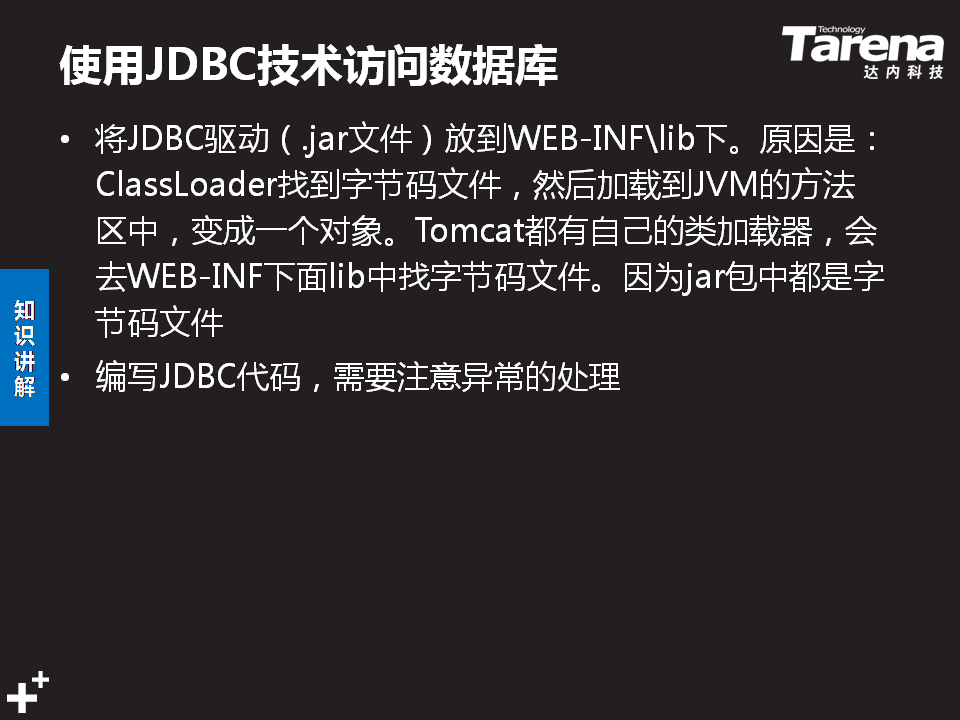 使用JDBC技术访问数据库
Technology
Tarena
达内科技
• 将JDBC驱动（.jar文件）放到WEB-INF\lib下。原因是：
ClassLoader找到字节码文件，然后加载到JVM的方法
区中，变成一个对象。Tomcat都有自己的类加载器，会
去WEB-INF下面lib中找字节码文件。因为jar包中都是字
节码文件
• 编写JDBC代码，需要注意异常的处理
知识讲解